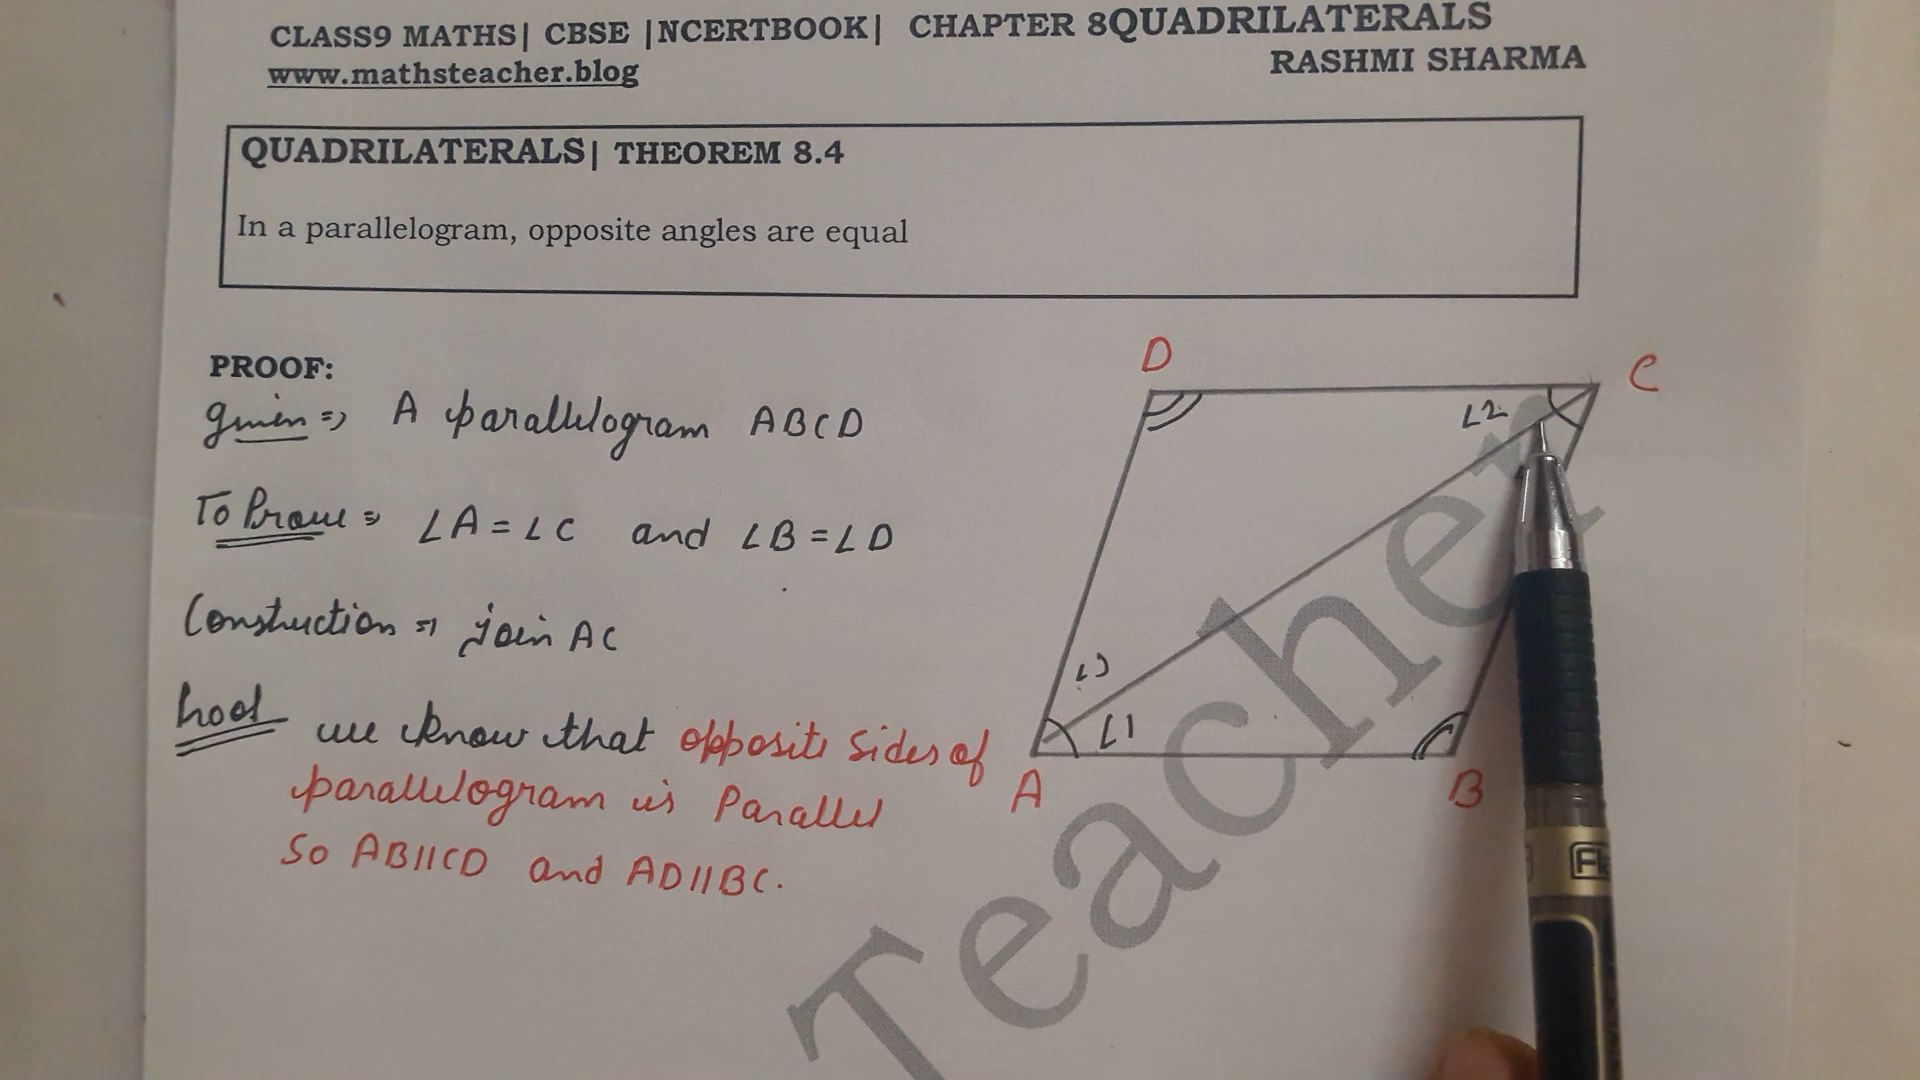 CLASS9 MATHS| CBSE |NCERTBOOK| CHAPTER 8QUADRILATERALS
www.mathsteacher.blog RASHMI SHARMA
QUADRILATERALS| THEOREM 8.4
In a parallelogram, opposite angles are equal
PROOF:
Given ⇒ A parallelogram ABCD
To Prove ⇒ ∠A = ∠C and ∠B = ∠D
Construction ⇒ join AC
Proof we know that opposite sides of
parallelogram is Parallel
So AB||CD and AD||BC.
D
C
∠2
∠3
∠1
A
B
Teacher